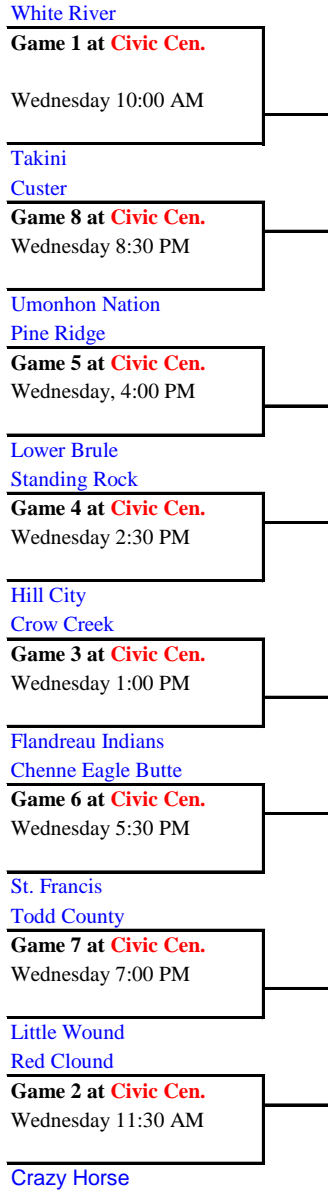 White River
Game 1 at Civic Cen.
Wednesday 10:00 AM
Takini
Custer
Game 8 at Civic Cen.
Wednesday 8:30 PM
Umonhon Nation
Pine Ridge
Game 5 at Civic Cen.
Wednesday, 4:00 PM
Lower Brule
Standing Rock
Game 4 at Civic Cen.
Wednesday 2:30 PM
Hill City
Crow Creek
Game 3 at Civic Cen.
Wednesday 1:00 PM
Flandreau Indians
Chenne Eagle Butte
Game 6 at Civic Cen.
Wednesday 5:30 PM
St. Francis
Todd County
Game 7 at Civic Cen.
Wednesday 7:00 PM
Little Wound
Red Clound
Game 2 at Civic Cen.
Wednesday 11:30 AM
Crazy Horse